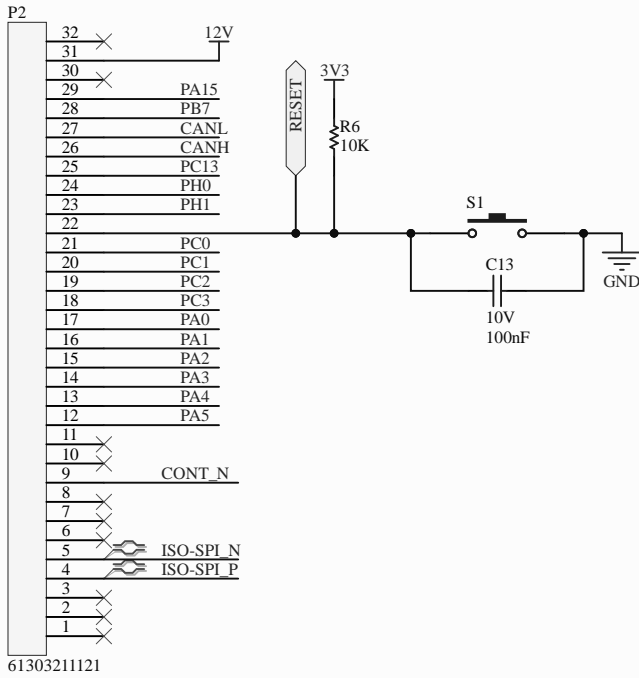 P2
32
31 12V
30
29 PA15
28 PB7
27 CANL
26 CANH
25 PC13
24 PH0
23 PH1
22
21 PC0
20 PC1
19 PC2
18 PC3
17 PA0
16 PA1
15 PA2
14 PA3
13 PA4
12 PA5
11
10
9 CONT_N
8
7
6
5 ISO-SPI_N
4 ISO-SPI_P
3
2
1
61303211121
RESET
3V3
R6
10K
S1
C13
10V
100nF
GND